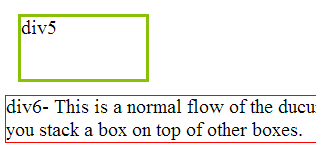 div5
div6- This is a normal flow of the ducu
you stack a box on top of other boxes.